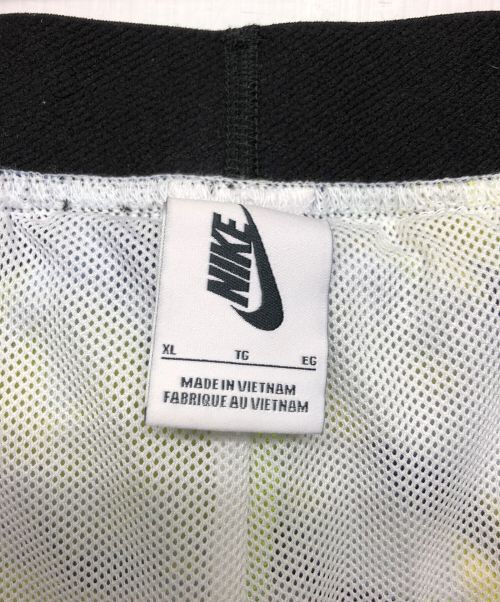 NIKE
XL TG EG
MADE IN VIETNAM
FABRIQUE AU VIETNAM